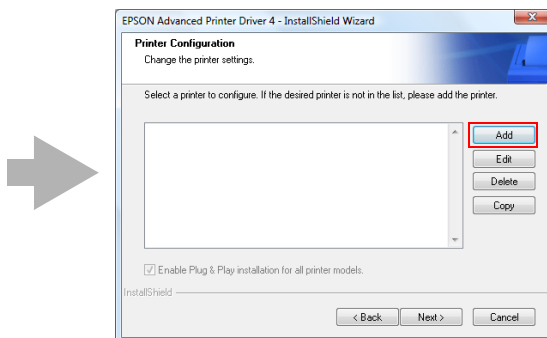 EPSON Advanced Printer Driver 4 - InstallShield Wizard
Printer Configuration
Change the printer settings.
Select a printer to configure. If the desired printer is not in the list, please add the printer.
Add
Edit
Delete
Copy
Enable Plug & Play installation for all printer models.
InstallShield
< Back Next > Cancel